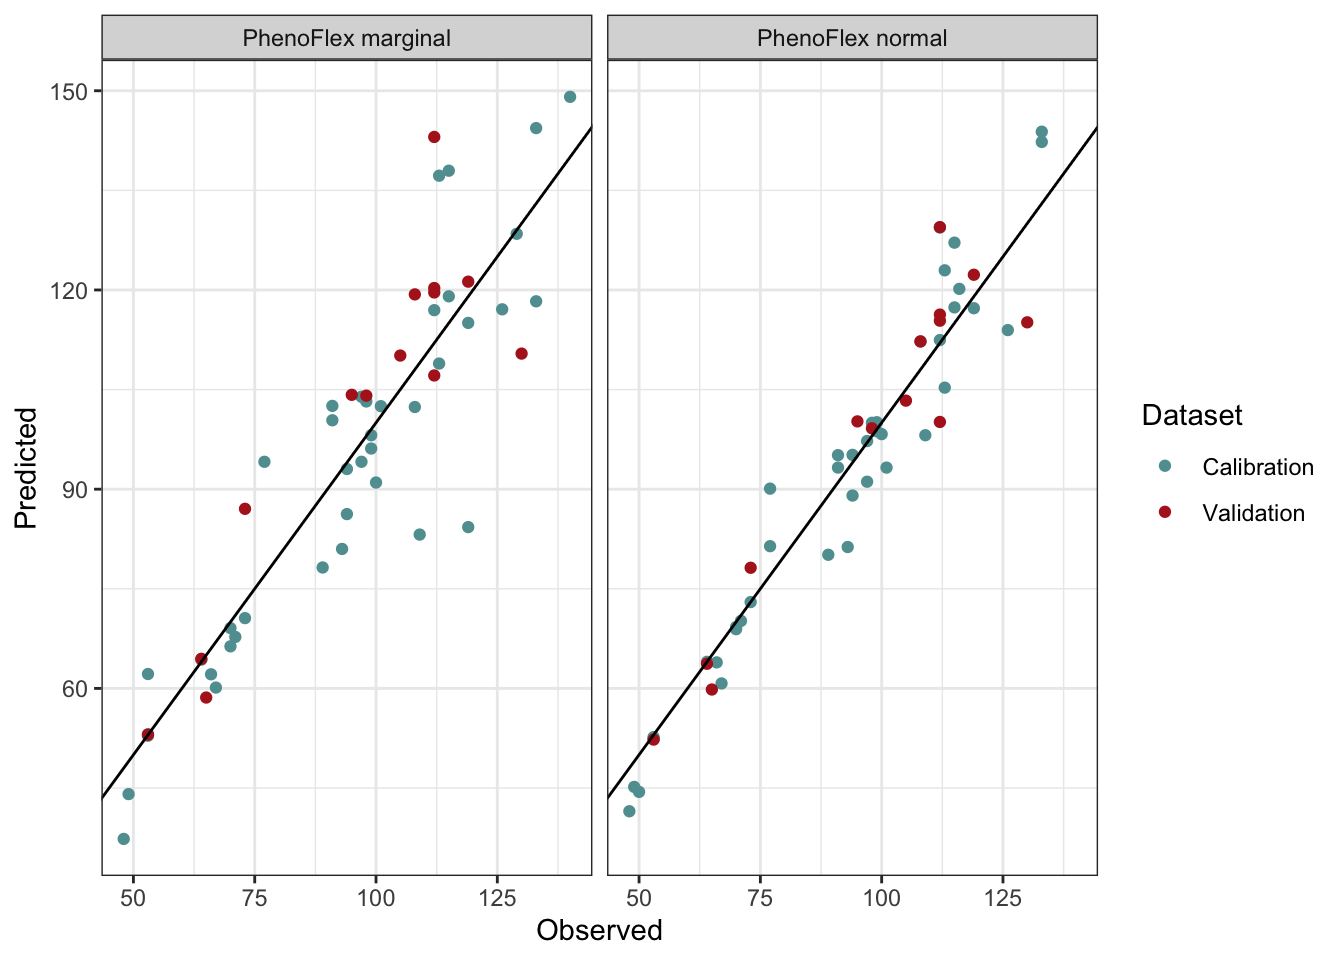 PhenoFlex marginal
PhenoFlex normal
150
120
90
60
Predicted
50
75
100
125
50
75
100
125
Observed
Dataset
Calibration
Validation